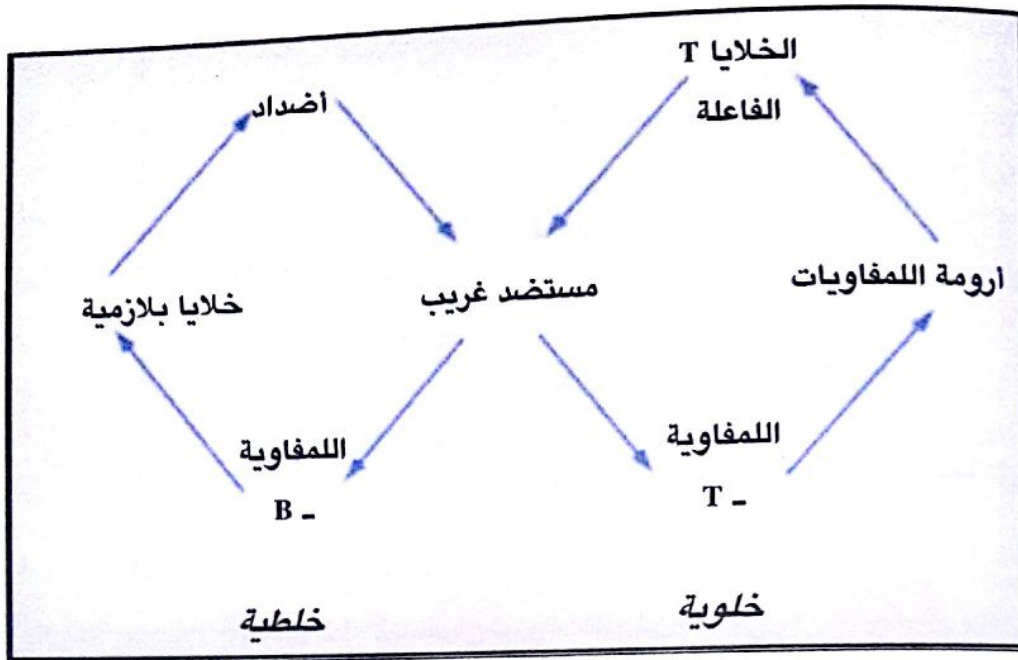 الخلايا T
الفاعلة
أضداد
أرومة اللمفاويات
مستضد غريب
خلايا بلازمية
اللمفاوية
T -
اللمفاوية
B -
خلوية
خلطية